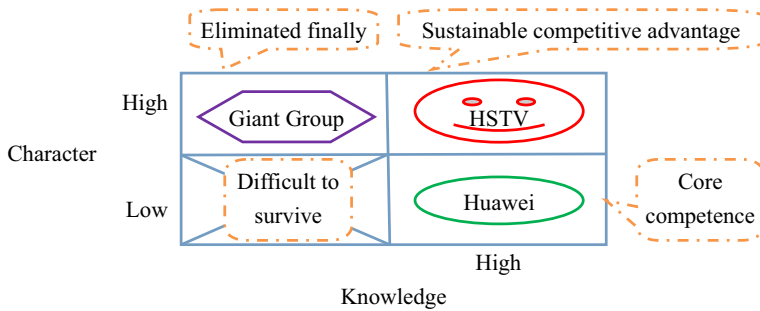 Eliminated finally
Sustainable competitive advantage
High
Giant Group
HSTV
Character
Difficult to
survive
Low
Huawei
Core
competence
High
Knowledge